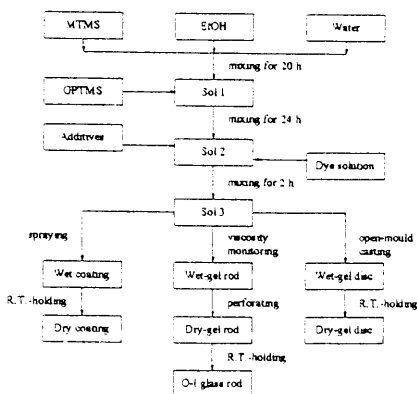 MTMS
EtOH
Water
mixing for 20 h
GPTMS
Sol 1
mixing for 24 h
Additives
Sol 2
Dye solution
mixing for 2 h
Sol 3
spraying
viscosity
monitoring
open-mould
casting
Wet coating
Wet-gel rod
Wet-gel disc
R.T.-holding
perforating
R.T.-holding
Dry coating
Dry-gel rod
Dry-gel disc
R.T.-holding
O-I glass rod